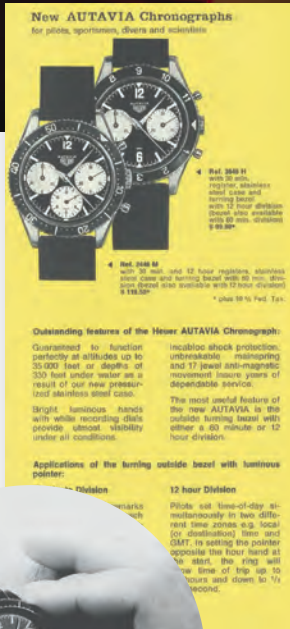 New AUTAVIA Chronographs
for pilots, sportsmen, divers and scientists
Ref. 3646 H
with 30 min.
register, stainless
steel case and
turning bezel
with 12 hour division
(bezel also available
with 60 min. division)
$ 99.50*
Ref. 2446 M
with 30 min. and 12 hour registers, stainless
steel case and turning bezel with 60 min. divi-
sion (bezel also available with 12 hour division)
* plus 10 % Fed. Tax
Outstanding features of the Heuer AUTAVIA Chronograph:
Guaranteed to function
perfectly at altitudes up to
35 000 feet or depths of
330 feet under water as a
result of our new pressur-
ized stainless steel case.
Bright luminous hands
with white recording dials
provide utmost visibility
under all conditions.
Incabloc shock protection,
unbreakable mainspring
and 17 jewel anti-magnetic
movement insure years of
dependable service.
The most useful feature of
the new AUTAVIA is the
outside turning bezel with
either a 60 minute or 12
hour division.
Applications of the turning outside bezel with luminous
pointer:
Division
marks
12 hour Division
Pilots set time-of-day si-
multaneously in two diffe-
rent time zones e.g. local
(or destination) time and
GMT. In setting the pointer
opposite the hour hand at
the start, the ring will
time of trip up to
hours and down to 1/5
second.